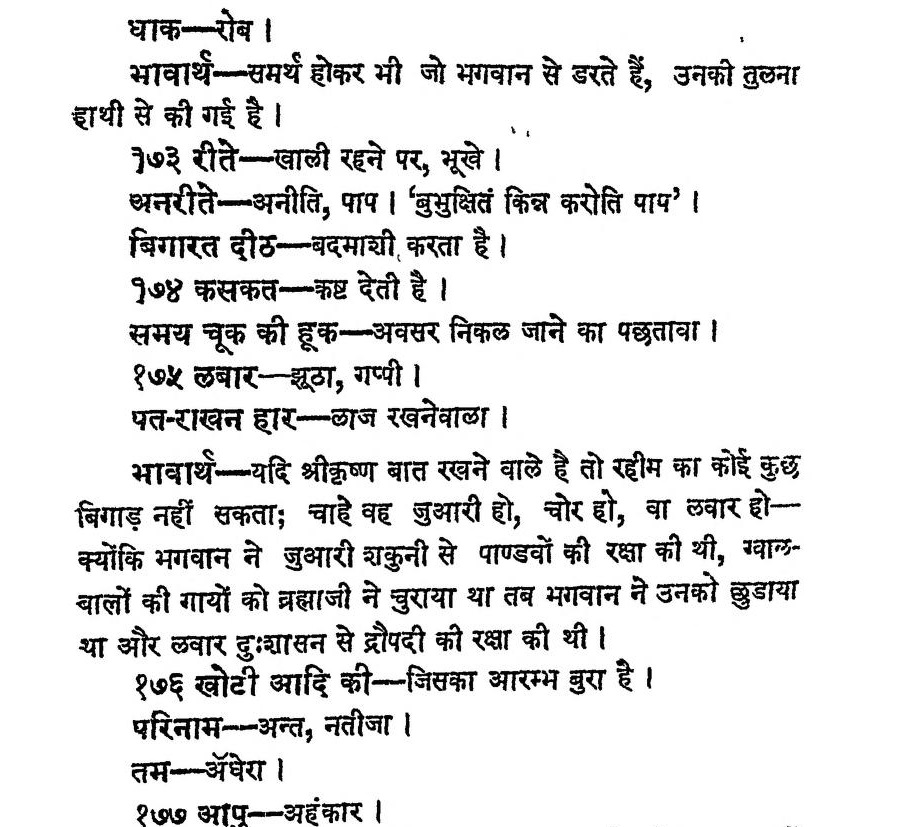 धाक—रोब ।
भावार्थ—समर्थ होकर भी जो भगवान से डरते हैं, उनकी तुलना
हाथी से की गई है ।
१७३ रीते—खाली रहने पर, भूखे ।
अनरीते—अनीति, पाप । ‘बुभुक्षितं किन्न करोति पाप’ ।
बिगारत दीठ—बदमाशी करता है ।
१७४ कसकत—कष्ट देती है ।
समय चूक की हूक—अवसर निकल जाने का पछतावा ।
१७५ लबार—झूठा, गप्पी ।
पत-राखन हार—लाज रखनेवाला ।
भावार्थ—यदि श्रीकृष्ण बात रखने वाले है तो रहीम का कोई कुछ
बिगाड़ नहीं सकता; चाहे वह जुआरी हो, चोर हो, वा लवार हो—
क्योंकि भगवान ने जुआरी शकुनी से पाण्डवों की रक्षा की थी, ग्वाल-
बालों की गायों को ब्रह्माजी ने चुराया था तब भगवान ने उनको छुडाया
था और लवार दुःशासन से द्रौपदी की रक्षा की थी ।
१७६ खोटी आदि की—जिसका आरम्भ बुरा है ।
परिनाम—अन्त, नतीजा ।
तम—अँधेरा ।
१७७ आपु—अहंकार ।